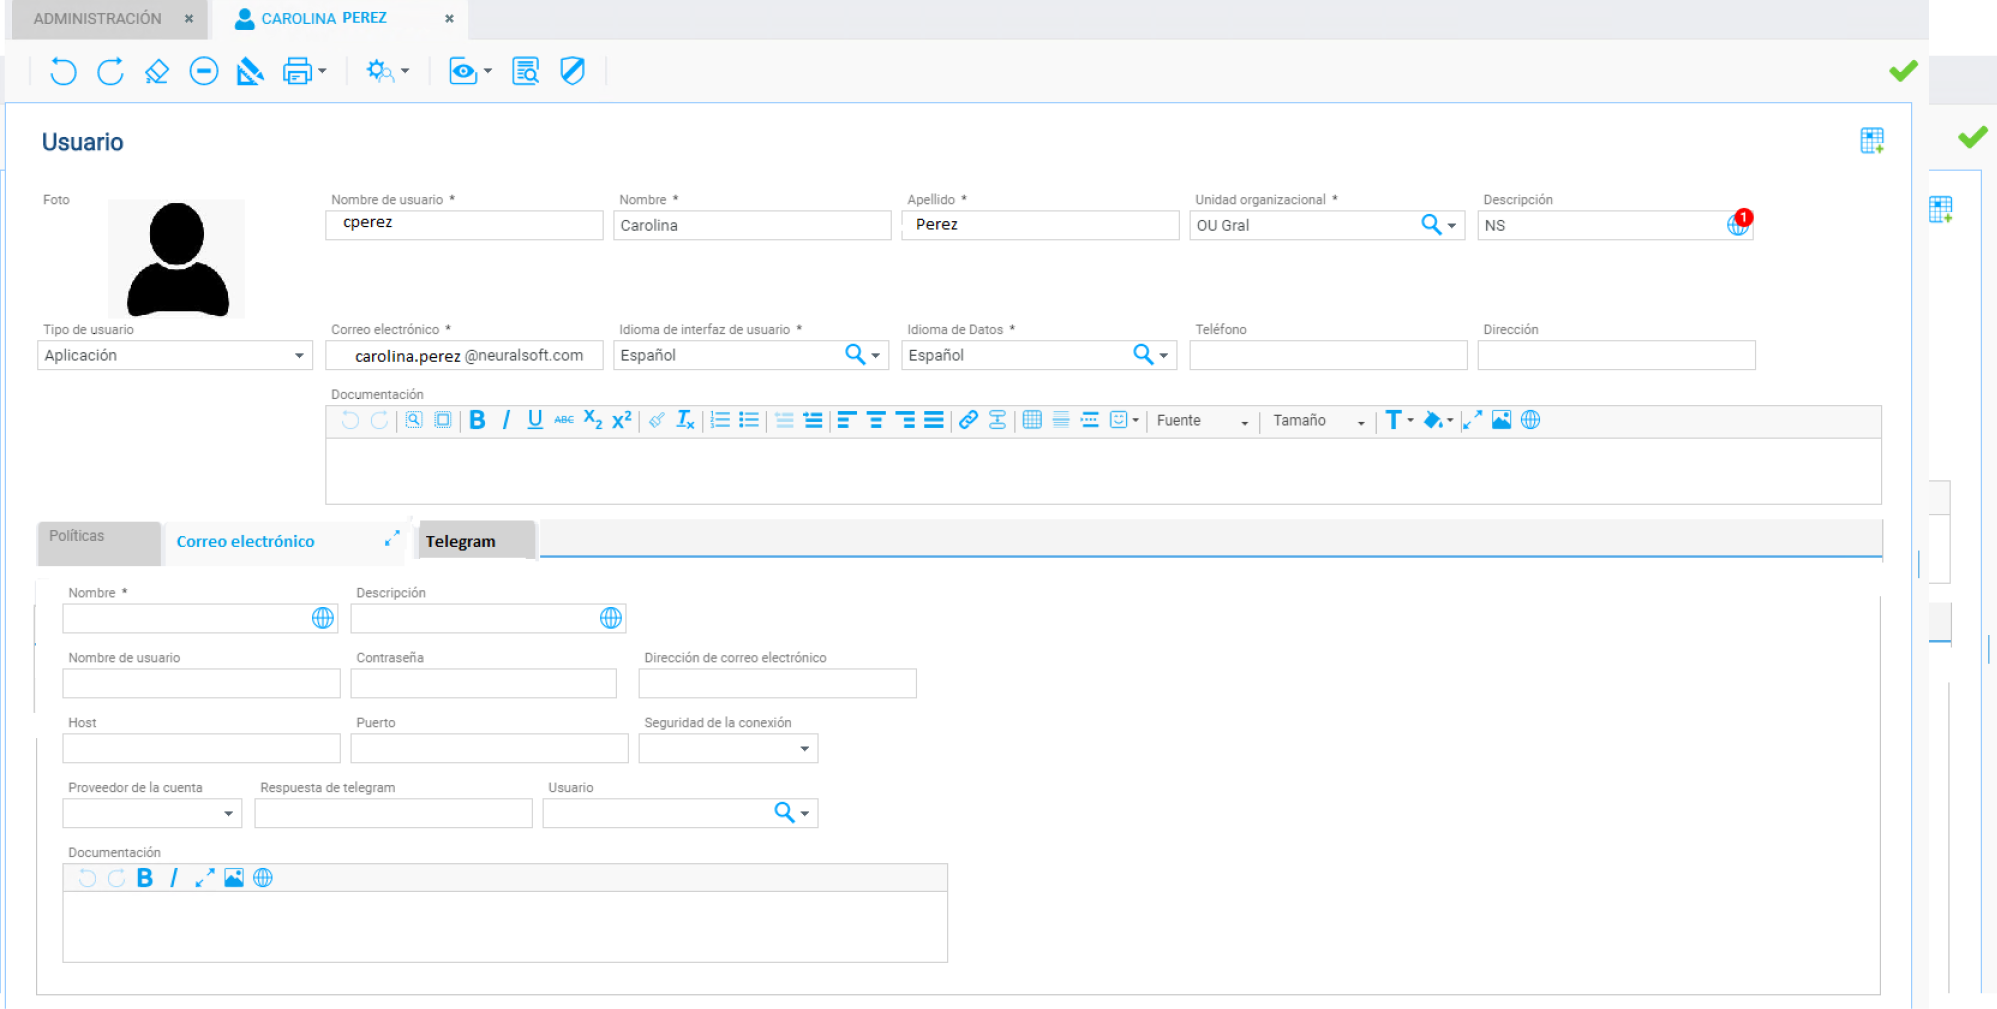 ADMINISTRACIÓN CAROLINA PEREZ
Usuario
Foto
Nombre de usuario * Nombre * Apellido * Unidad organizacional * Descripción
cperez Carolina Perez OU Gral NS 1
Tipo de usuario Correo electrónico * Idioma de interfaz de usuario * Idioma de Datos * Teléfono Dirección
Aplicación carolina.perez @neuralsoft.com Español Español
Documentación
B I U ABC X₂ X² Tx Fuente Tamaño T
Políticas Correo electrónico Telegram
Nombre * Descripción
Nombre de usuario Contraseña Dirección de correo electrónico
Host Puerto Seguridad de la conexión
Proveedor de la cuenta Respuesta de telegram Usuario
Documentación
B I